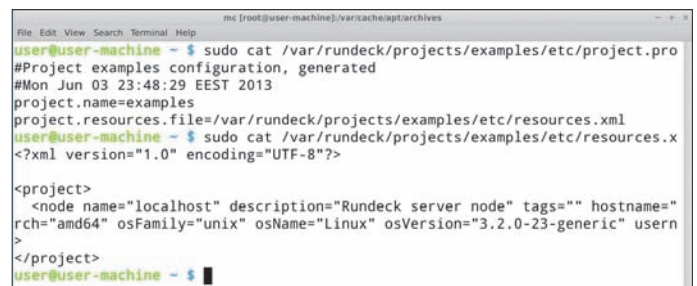 mc [root@user-machine]:/var/cache/apt/archives
File Edit View Search Terminal Help
user@user-machine ~ $ sudo cat /var/rundeck/projects/examples/etc/project.pro
#Project examples configuration, generated
#Mon Jun 03 23:48:29 EEST 2013
project.name=examples
project.resources.file=/var/rundeck/projects/examples/etc/resources.xml
user@user-machine ~ $ sudo cat /var/rundeck/projects/examples/etc/resources.x
<?xml version="1.0" encoding="UTF-8"?>
<project>
<node name="localhost" description="Rundeck server node" tags="" hostname="
rch="amd64" osFamily="unix" osName="Linux" osVersion="3.2.0-23-generic" usern
>
</project>
user@user-machine ~ $